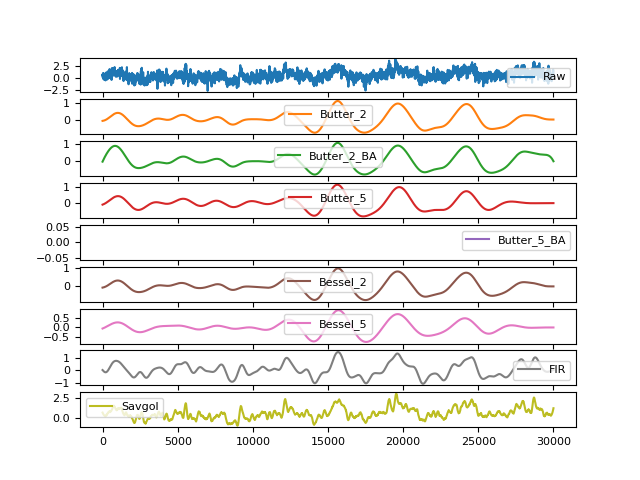 2.5
0.0
−2.5
Raw
1
0
Butter_2
1
0
Butter_2_BA
1
0
Butter_5
0.05
0.00
−0.05
Butter_5_BA
1
0
Bessel_2
0.5
0.0
−0.5
Bessel_5
1
0
−1
FIR
2.5
0.0
Savgol
0 5000 10000 15000 20000 25000 30000